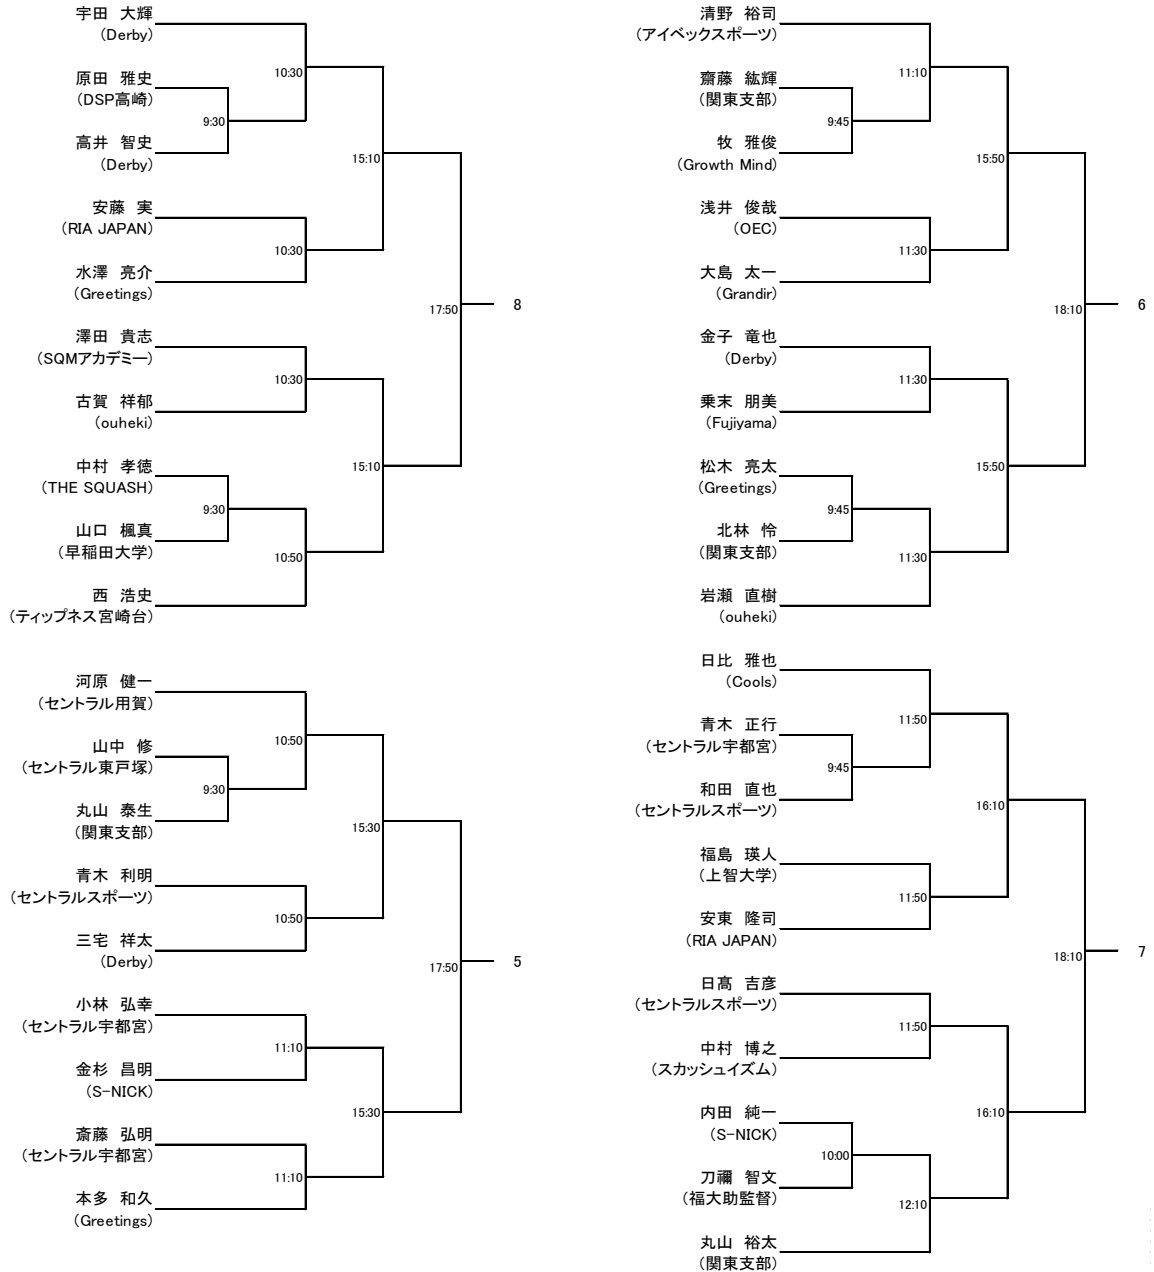 宇田 大輝
(Derby)
10:30
原田 雅史
(DSP高崎)
9:30
高井 智史
(Derby)
15:10
安藤 実
(RIA JAPAN)
10:30
水澤 亮介
(Greetings)
17:50
8
澤田 貴志
(SQMアカデミー)
10:30
古賀 祥郁
(ouheki)
15:10
中村 孝徳
(THE SQUASH)
9:30
山口 楓真
(早稲田大学)
10:50
西 浩史
(ティップネス宮崎台)
河原 健一
(セントラル用賀)
10:50
山中 修
(セントラル東戸塚)
9:30
丸山 泰生
(関東支部)
15:30
青木 利明
(セントラルスポーツ)
10:50
三宅 祥太
(Derby)
17:50
5
小林 弘幸
(セントラル宇都宮)
11:10
金杉 昌明
(S-NICK)
15:30
斎藤 弘明
(セントラル宇都宮)
11:10
本多 和久
(Greetings)
清野 裕司
(アイベックスポーツ)
11:10
齋藤 紘輝
(関東支部)
9:45
牧 雅俊
(Growth Mind)
15:50
浅井 俊哉
(OEC)
11:30
大島 太一
(Grandir)
18:10
6
金子 竜也
(Derby)
11:30
乗末 朋美
(Fujiyama)
15:50
松木 亮太
(Greetings)
9:45
北林 怜
(関東支部)
11:30
岩瀬 直樹
(ouheki)
日比 雅也
(Cools)
11:50
青木 正行
(セントラル宇都宮)
9:45
和田 直也
(セントラルスポーツ)
16:10
福島 瑛人
(上智大学)
11:50
安東 隆司
(RIA JAPAN)
18:10
7
日髙 吉彦
(セントラルスポーツ)
11:50
中村 博之
(スカッシュイズム)
16:10
内田 純一
(S-NICK)
10:00
刀禰 智文
(福大助監督)
12:10
丸山 裕太
(関東支部)